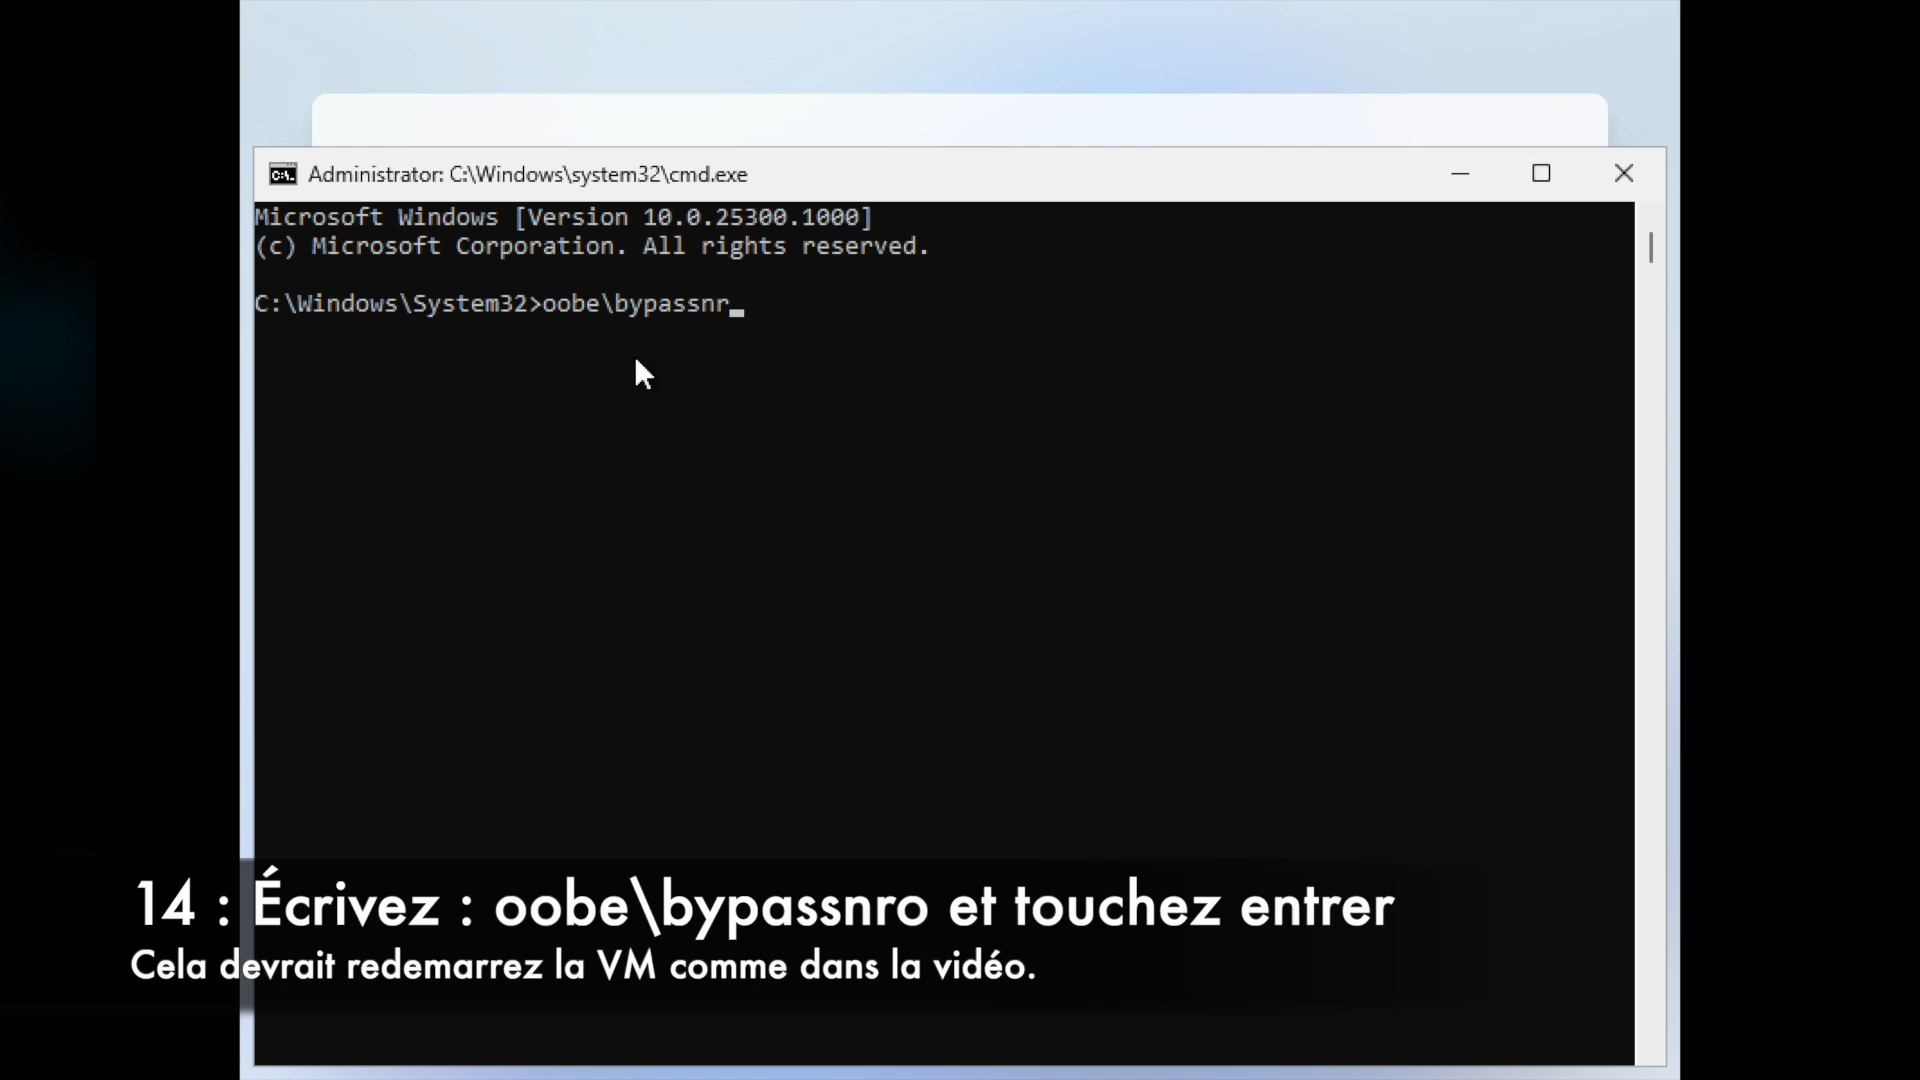 Administrator: C:\Windows\system32\cmd.exe
Microsoft Windows [Version 10.0.25300.1000]
(c) Microsoft Corporation. All rights reserved.
C:\Windows\System32>oobe\bypassnr_
14 : Écrivez : oobe\bypassnro et touchez entrer
Cela devrait redemarrez la VM comme dans la vidéo.